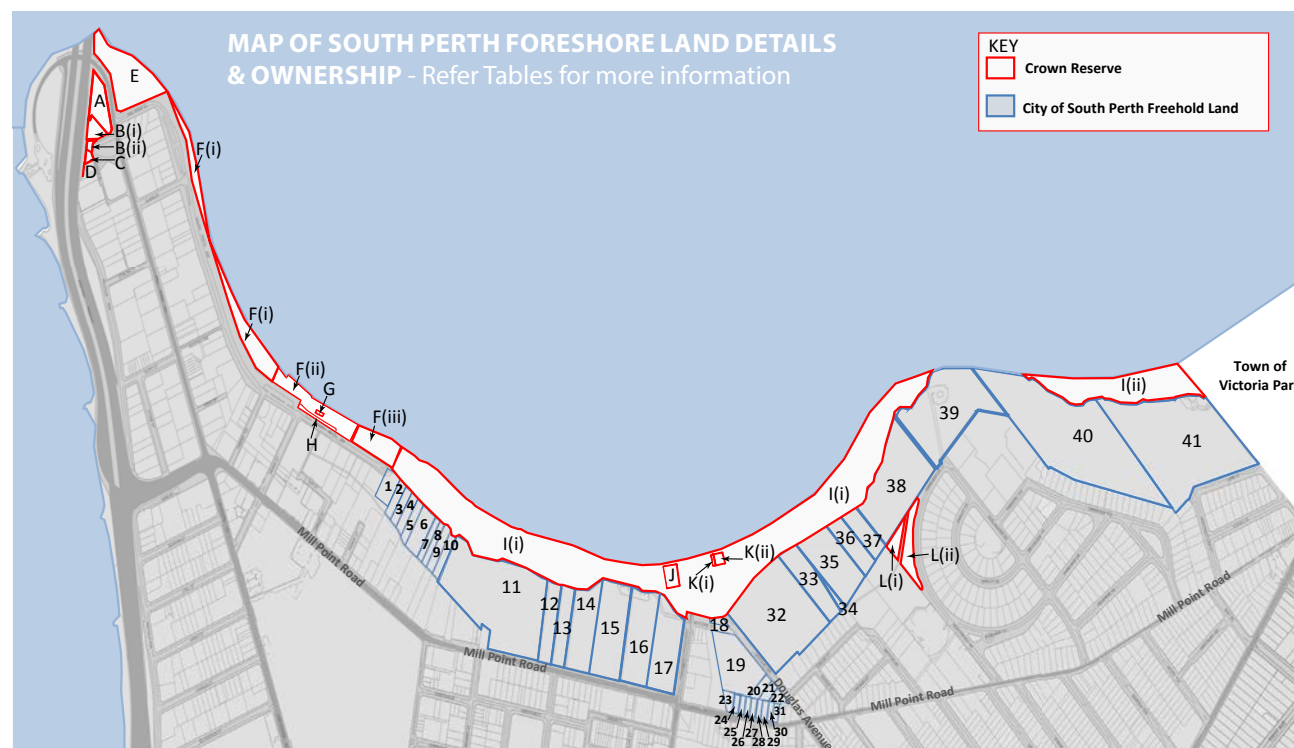 MAP OF SOUTH PERTH FORESHORE LAND DETAILS
& OWNERSHIP - Refer Tables for more information
KEY
Crown Reserve
City of South Perth Freehold Land
E
A
B(i)
B(ii)
C
D
F(i)
F(i)
F(ii)
G
F(iii)
H
Town of
Victoria Par
I(ii)
39
40
41
1
2
3
4
5
6
7
8
9
10
38
I(i)
I(i)
36
37
35
33
34
L(i)
L(ii)
K(ii)
K(i)
J
Mill Point Road
11
12
13
14
15
16
17
18
32
19
Mill Point Road
Mill Point Road
Mill Point Road
Douglas Avenue
20
21
22
23
24
25
26
27
28
29
30
31